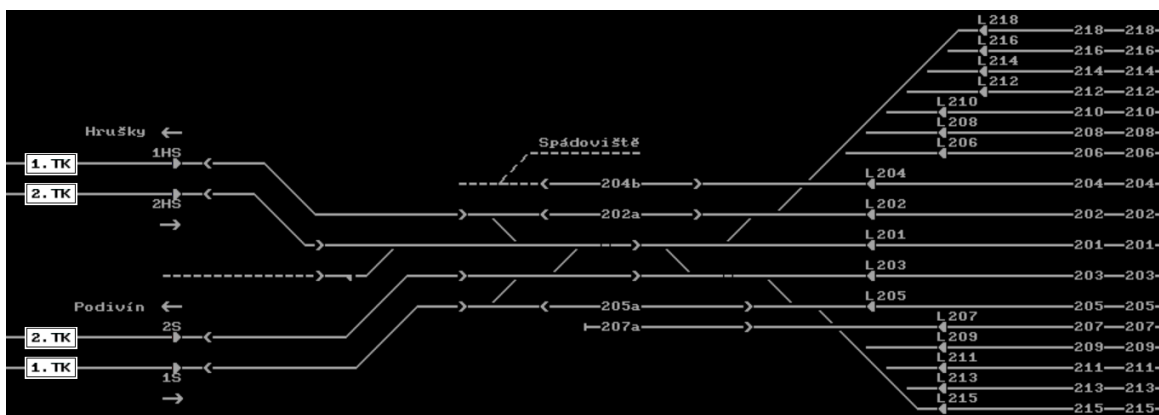 L218
218 218
L216
216 216
L214
214 214
L212
212 212
L210
210 210
Hrušky
L208
208 208
Spádoviště
1HS
L206
206 206
1.TK
L204
204b
204 204
2.TK
2HS
L202
202a
202 202
L201
201 201
L203
203 203
Podivín
L205
205a
205 205
2S
L207
207a
207 207
2.TK
L209
209 209
1.TK
L211
211 211
1S
L213
213 213
L215
215 215